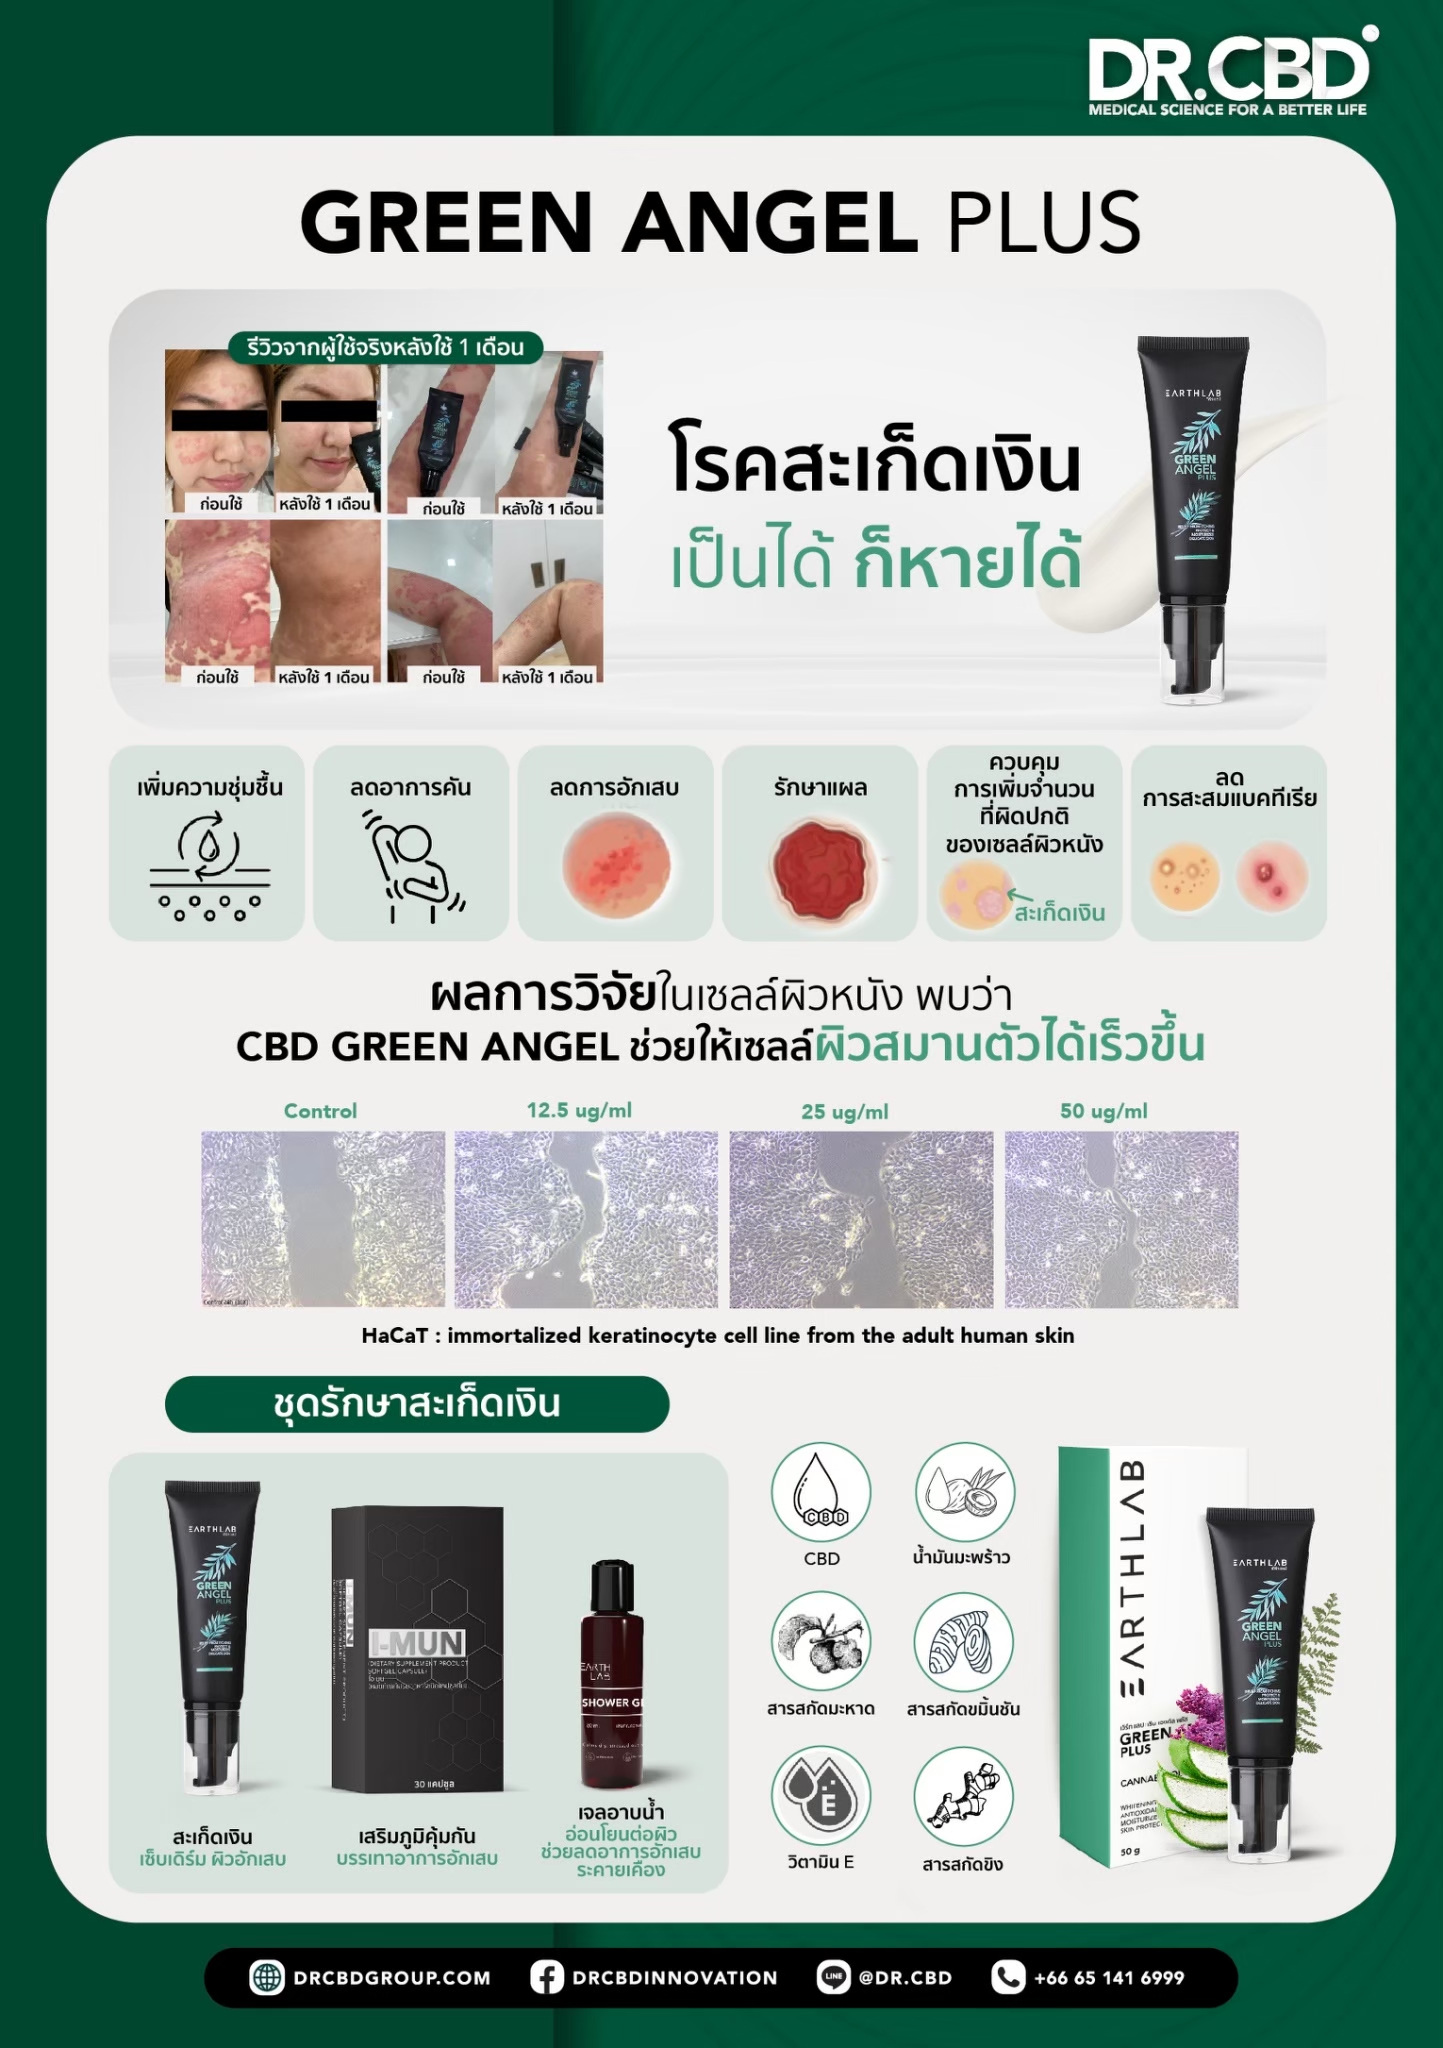 DR.CBD
MEDICAL SCIENCE FOR A BETTER LIFE
GREEN ANGEL PLUS
รีวิวจากผู้ใช้จริงหลังใช้ 1 เดือน
ก่อนใช้
หลังใช้ 1 เดือน
ก่อนใช้
หลังใช้ 1 เดือน
ก่อนใช้
หลังใช้ 1 เดือน
ก่อนใช้
หลังใช้ 1 เดือน
โรคสะเก็ดเงิน
เป็นได้ ก็หายได้
EARTHLAB
GREEN
ANGEL
PLUS
เพิ่มความชุ่มชื้น
ลดอาการคัน
ลดการอักเสบ
รักษาแผล
ควบคุม
การเพิ่มจำนวน
ที่ผิดปกติ
ของเซลล์ผิวหนัง
สะเก็ดเงิน
ลด
การสะสมแบคทีเรีย
ผลการวิจัยในเซลล์ผิวหนัง พบว่า
CBD GREEN ANGEL ช่วยให้เซลล์ผิวสมานตัวได้เร็วขึ้น
Control
12.5 ug/ml
25 ug/ml
50 ug/ml
HaCaT : immortalized keratinocyte cell line from the adult human skin
ชุดรักษาสะเก็ดเงิน
EARTHLAB
GREEN
ANGEL
PLUS
I-MUN
(DIETARY SUPPLEMENT PRODUCT
SOFTGEL CAPSULE)
30 แคปซูล
EARTH
LAB
SHOWER GE
สะเก็ดเงิน
เซ็บเดิร์ม ผิวอักเสบ
เสริมภูมิคุ้มกัน
บรรเทาอาการอักเสบ
เจลอาบน้ำ
อ่อนโยนต่อผิว
ช่วยลดอาการอักเสบ
ระคายเคือง
CBD
CBD
น้ำมันมะพร้าว
สารสกัดมะหาด
สารสกัดขมิ้นชัน
E
วิตามิน E
สารสกัดขิง
EARTHLAB
GREEN
PLUS
50 g
EARTHLAB
GREEN
ANGEL
PLUS
DRCBDGROUP.COM
DRCBDINNOVATION
LINE
@DR.CBD
+66 65 141 6999